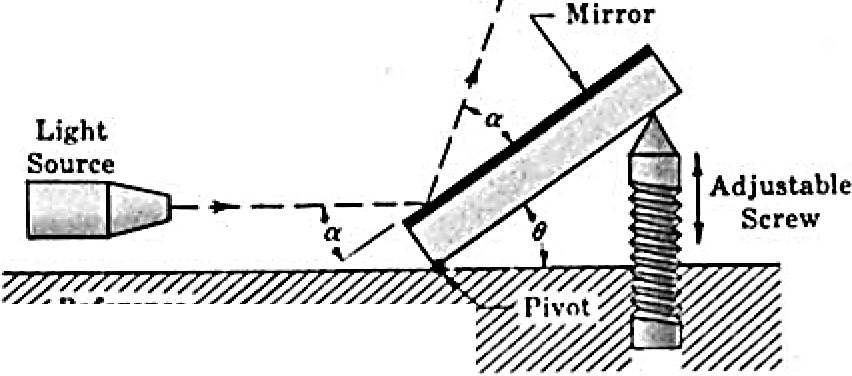 Mirror
α
Light
Source
α
θ
Adjustable
Screw
Pivot